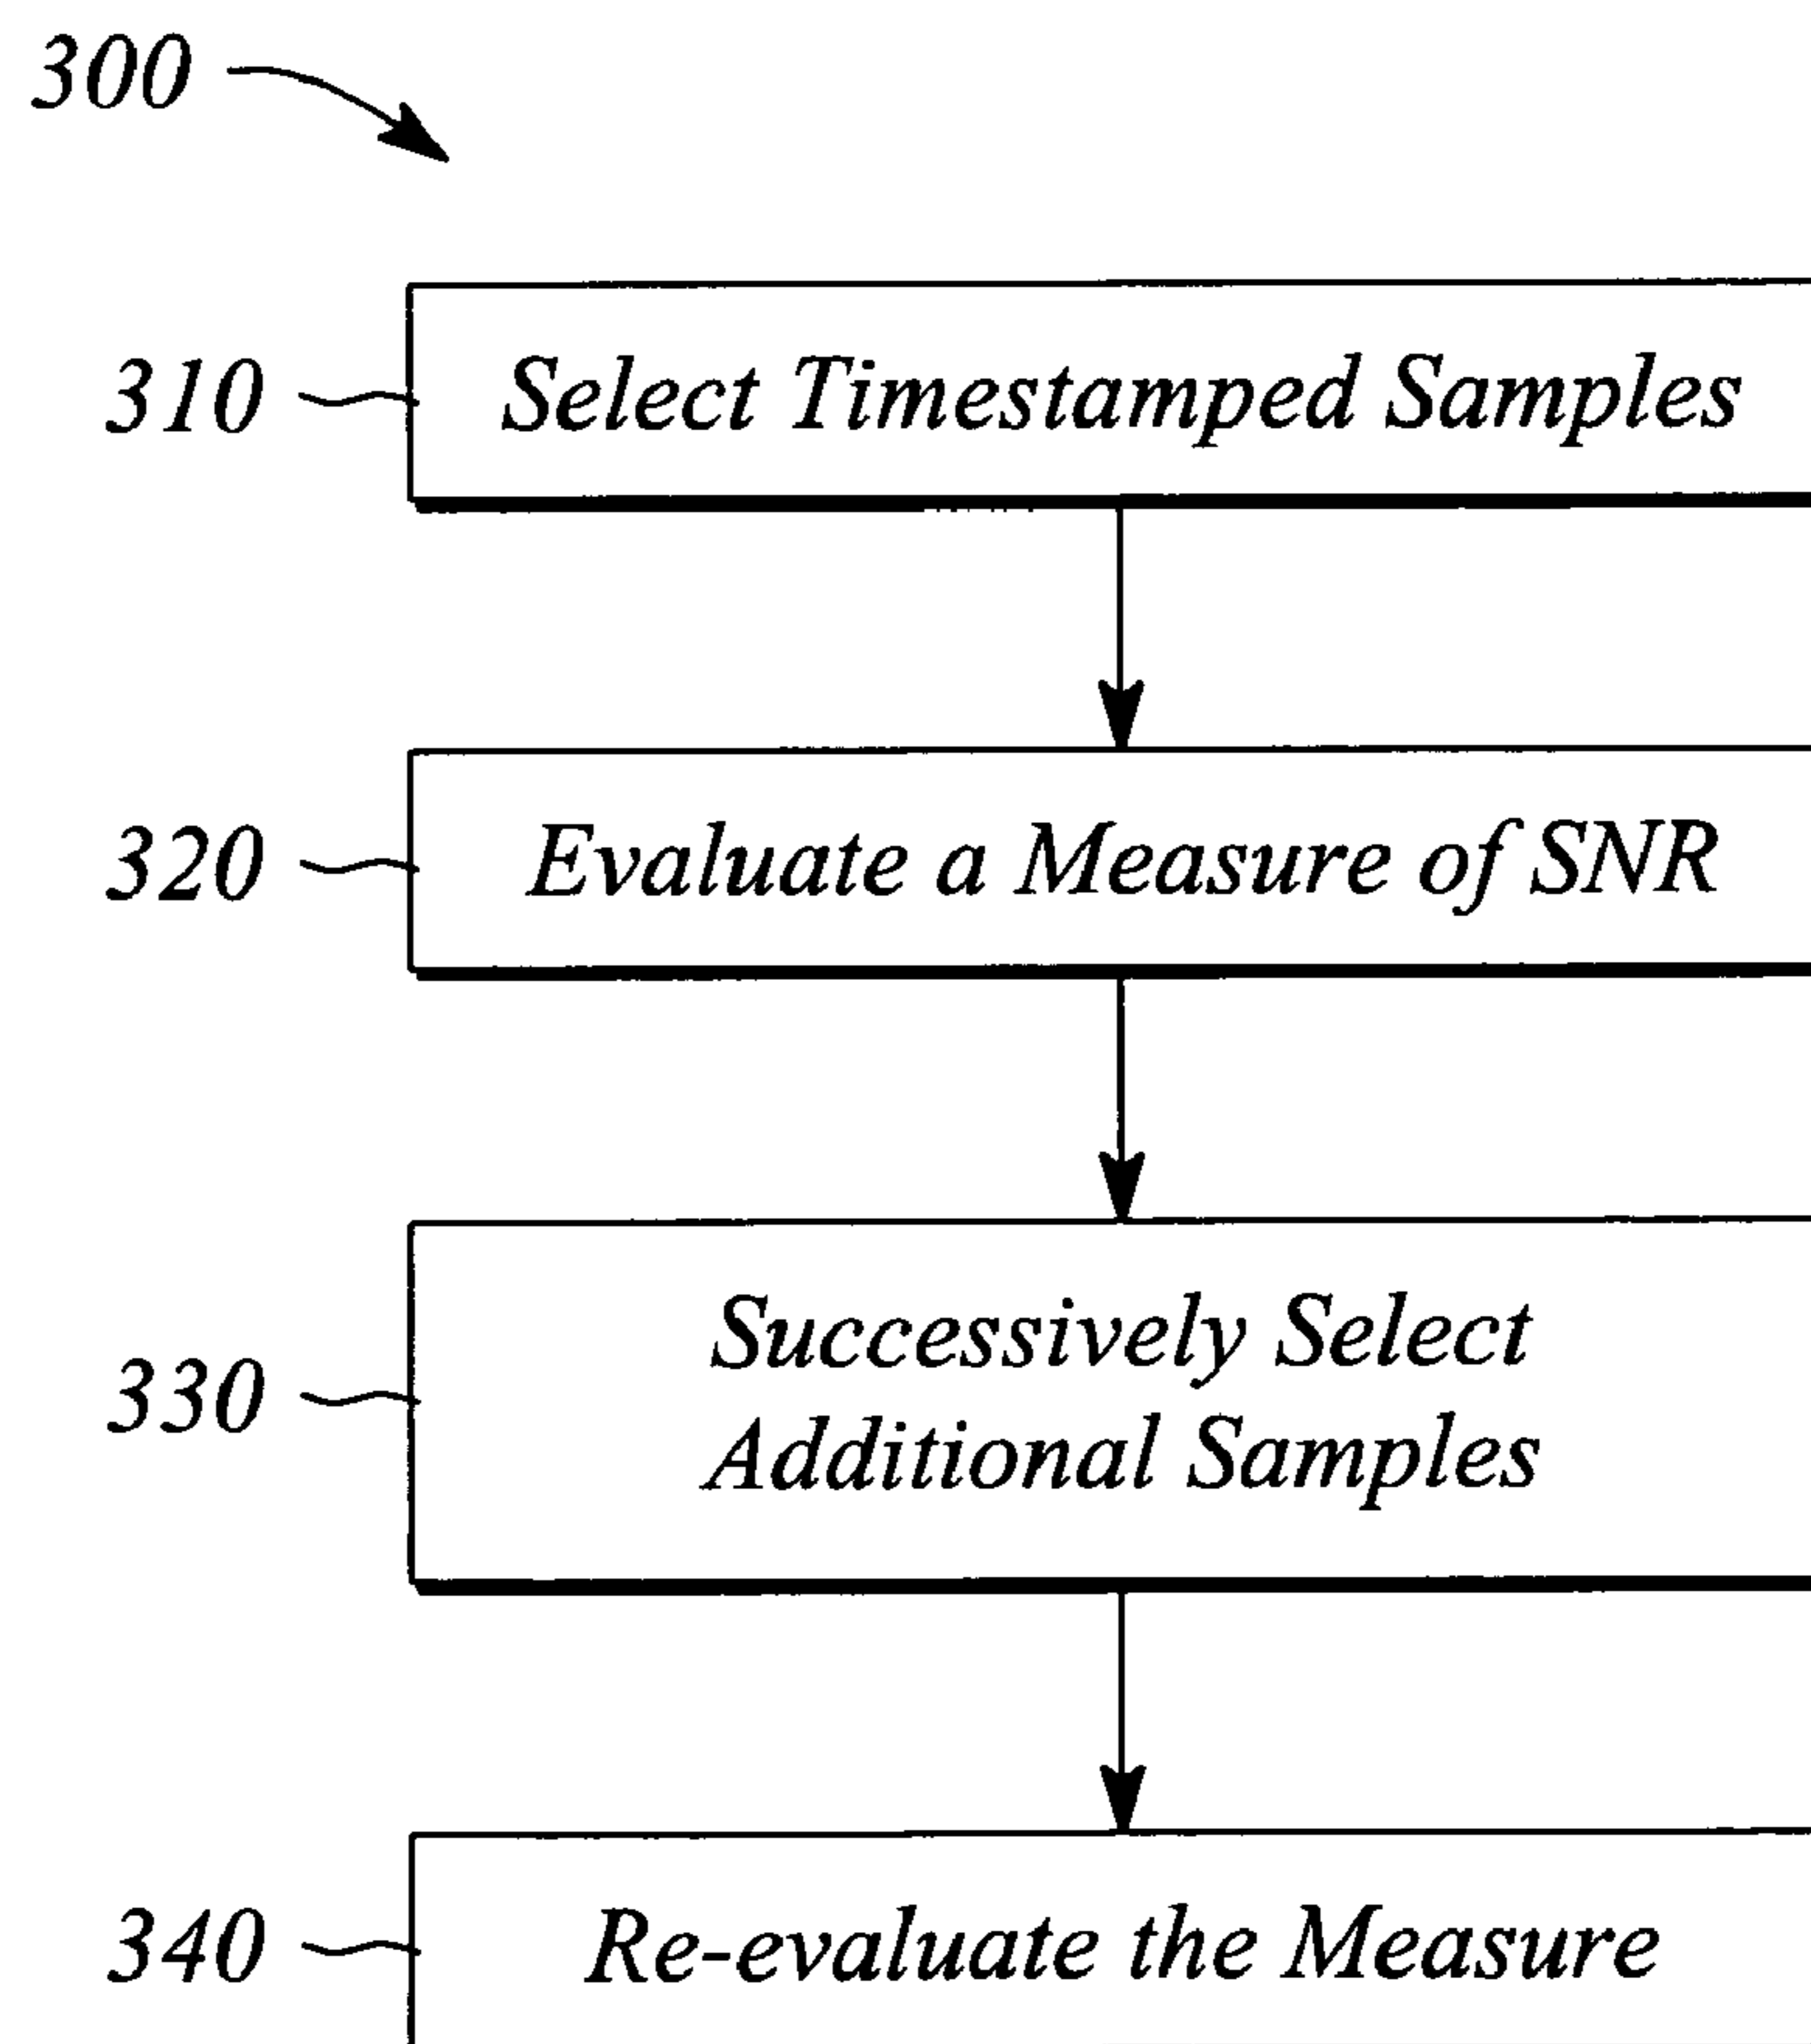 300
310 Select Timestamped Samples
320 Evaluate a Measure of SNR
330 Successively Select
Additional Samples
340 Re-evaluate the Measure